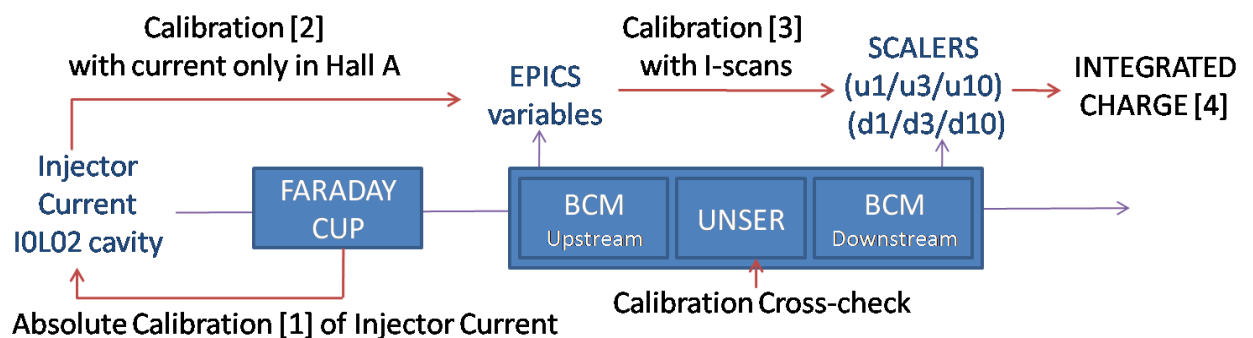 Calibration [2]
with current only in Hall A
EPICS
variables
Calibration [3]
with I-scans
SCALERS
(u1/u3/u10)
(d1/d3/d10)
INTEGRATED
CHARGE [4]
Injector
Current
I0L02 cavity
FARADAY
CUP
BCM
Upstream
UNSER
BCM
Downstream
Calibration Cross-check
Absolute Calibration [1] of Injector Current